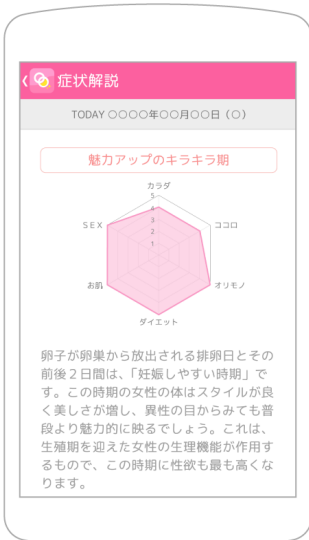 症状解説
TODAY ○○○○年○○月○○日（○）
魅力アップのキラキラ期
カラダ
5
4
3
2
1
SEX
ココロ
お肌
オリモノ
ダイエット
卵子が卵巣から放出される排卵日とその
前後２日間は、「妊娠しやすい時期」で
す。この時期の女性の体はスタイルが良
く美しさが増し、異性の目からみても普
段より魅力的に映るでしょう。これは、
生殖期を迎えた女性の生理機能が作用す
るもので、この時期に性欲も最も高くな
ります。